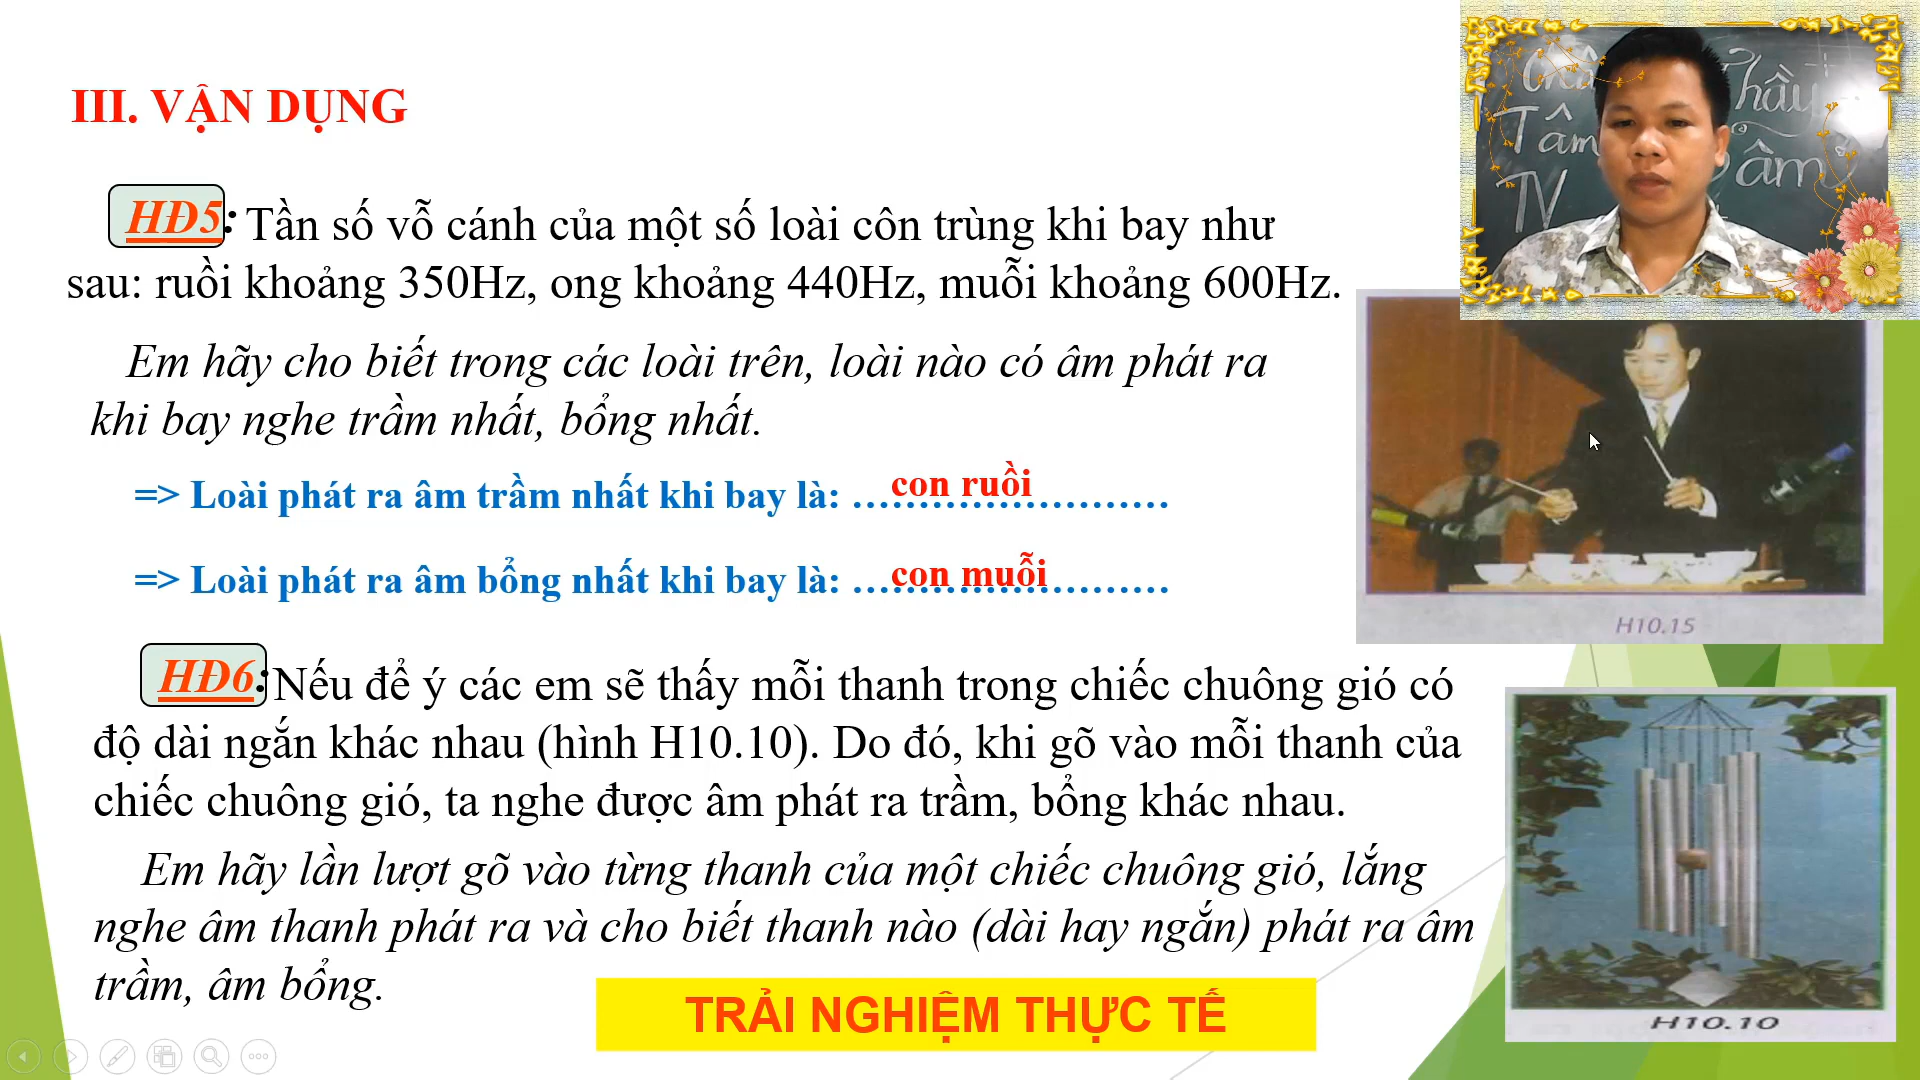 III. VẬN DỤNG
HĐ5: Tần số vỗ cánh của một số loài côn trùng khi bay như
sau: ruồi khoảng 350Hz, ong khoảng 440Hz, muỗi khoảng 600Hz.
Em hãy cho biết trong các loài trên, loài nào có âm phát ra
khi bay nghe trầm nhất, bổng nhất.
=> Loài phát ra âm trầm nhất khi bay là: ……con ruồi…………
=> Loài phát ra âm bổng nhất khi bay là: ……con muỗi…………
HĐ6: Nếu để ý các em sẽ thấy mỗi thanh trong chiếc chuông gió có
độ dài ngắn khác nhau (hình H10.10). Do đó, khi gõ vào mỗi thanh của
chiếc chuông gió, ta nghe được âm phát ra trầm, bổng khác nhau.
Em hãy lần lượt gõ vào từng thanh của một chiếc chuông gió, lắng
nghe âm thanh phát ra và cho biết thanh nào (dài hay ngắn) phát ra âm
trầm, âm bổng.
TRẢI NGHIỆM THỰC TẾ
Tâm
TV
H10.15
H10.10